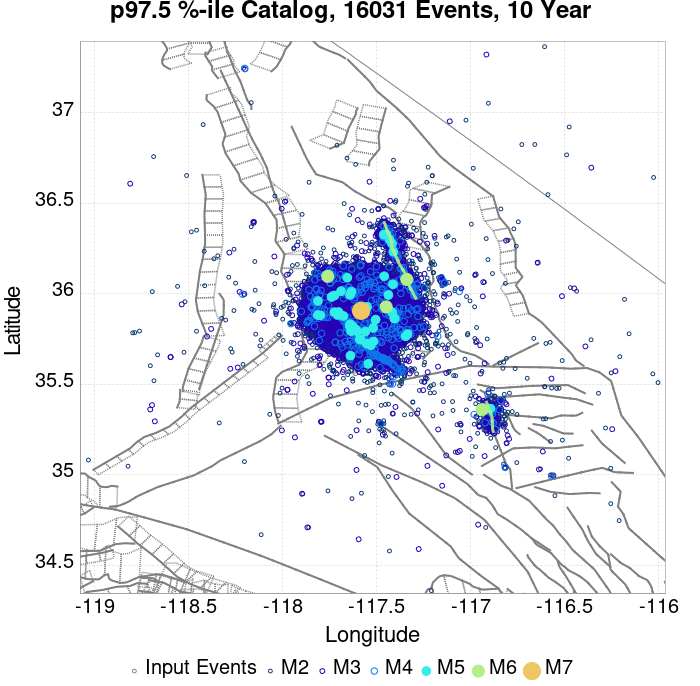 p97.5 %-ile Catalog, 16031 Events, 10 Year
37
36.5
36
35.5
35
34.5
Latitude
-119 -118.5 -118 -117.5 -117 -116.5 -116
Longitude
Input Events M2 M3 M4 M5 M6 M7